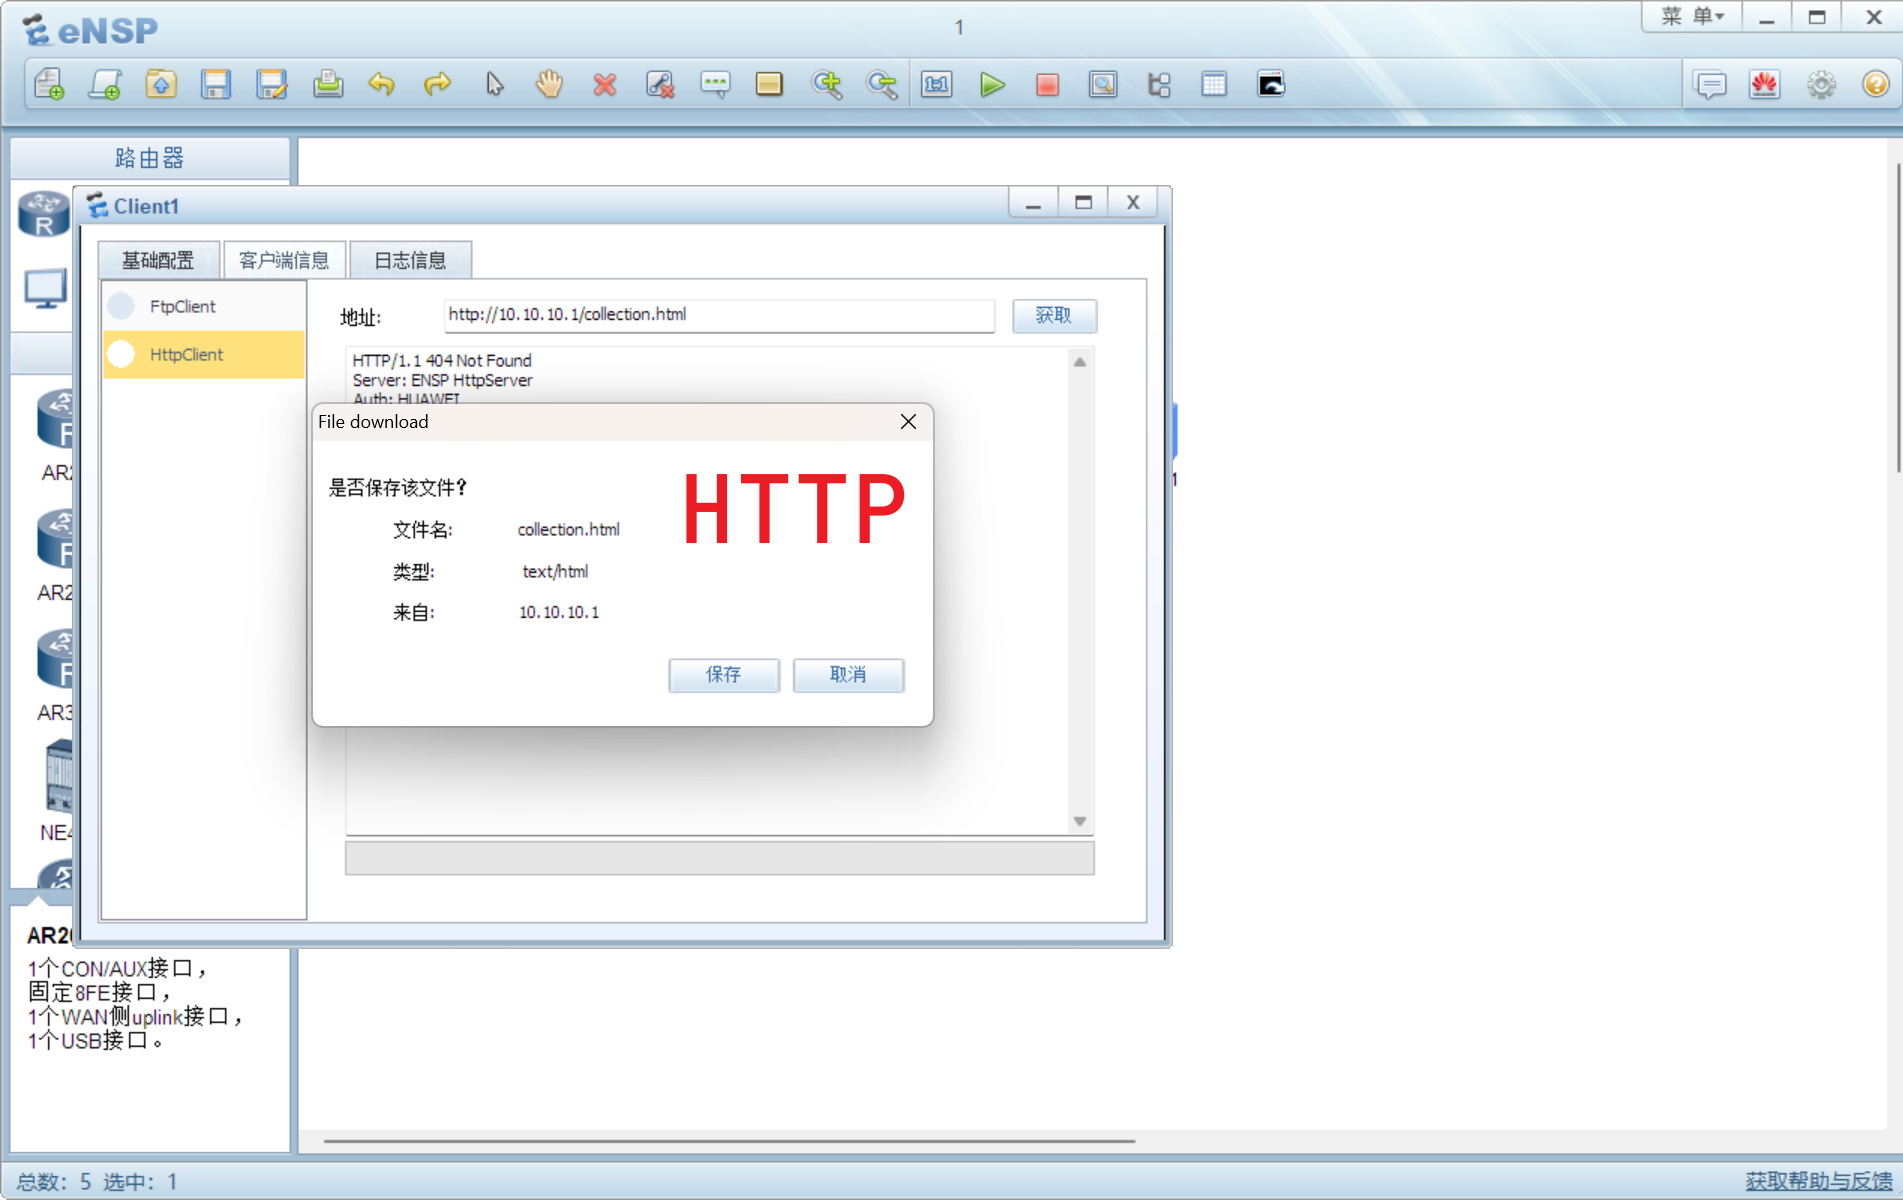 eNSP
1
菜 单
路由器
Client1
基础配置
客户端信息
日志信息
FtpClient
HttpClient
地址:
http://10.10.10.1/collection.html
获取
HTTP/1.1 404 Not Found
Server: ENSP HttpServer
Auth: HUAWEI
File download
是否保存该文件?
HTTP
文件名:
collection.html
类型:
text/html
来自:
10.10.10.1
保存
取消
R
AR2
AR2
AR3
NE4
1
AR20
1个CON/AUX接口，
固定8FE接口，
1个WAN侧uplink接口，
1个USB接口。
总数: 5 选中: 1
获取帮助与反馈